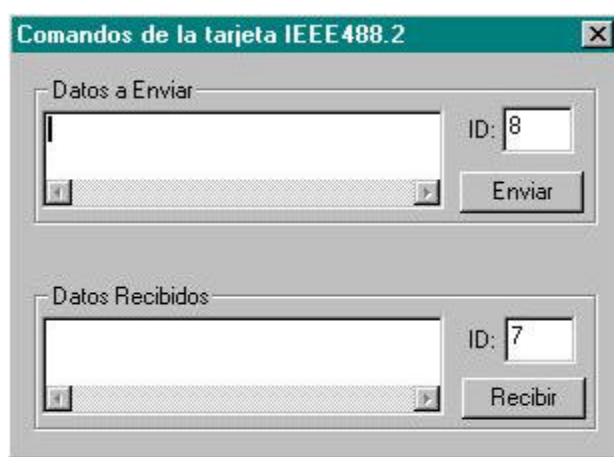 Comandos de la tarjeta IEEE488.2
Datos a Enviar
ID: 8
Enviar
Datos Recibidos
ID: 7
Recibir